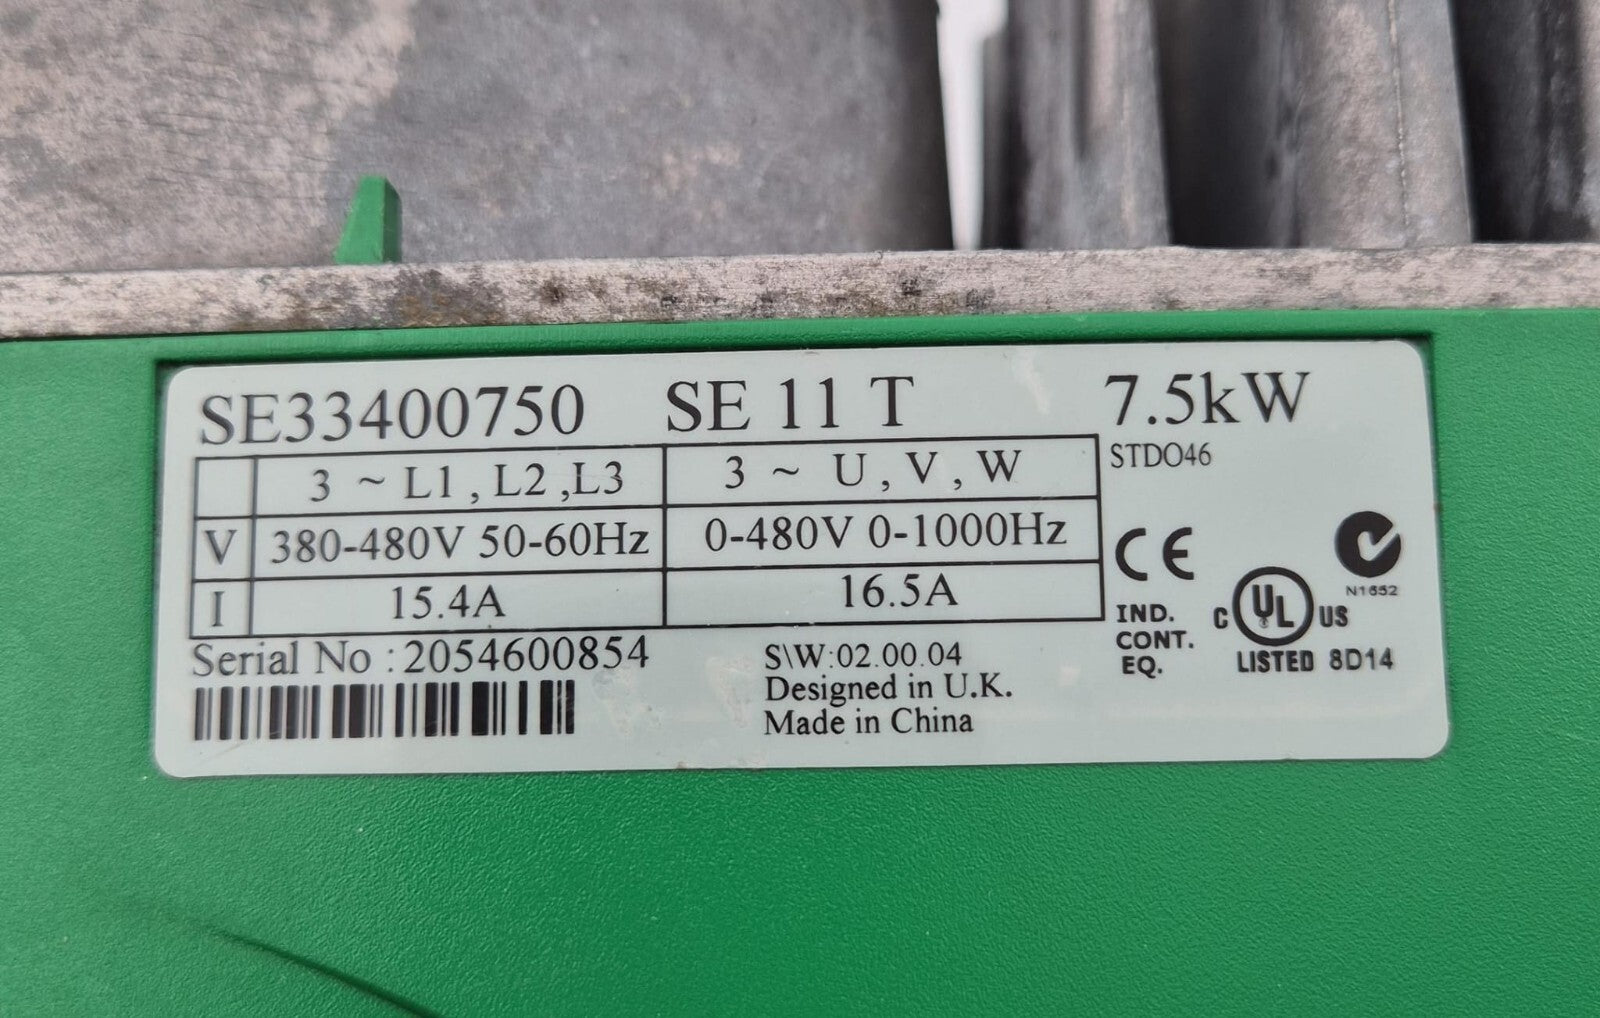 SE33400750 SE 11 T 7.5kW
STDO46
3 ~ L1 , L2 ,L3 3 ~ U , V , W
V 380-480V 50-60Hz 0-480V 0-1000Hz
I 15.4A 16.5A
CE
N1652
IND.
CONT.
EQ.
C UL US
LISTED 8D14
Serial No : 2054600854
S\W:02.00.04
Designed in U.K.
Made in China